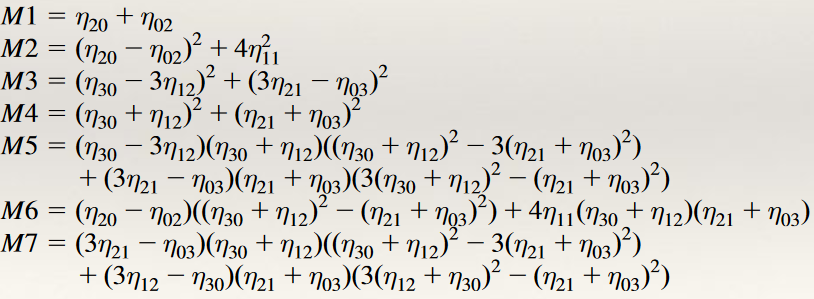 M1 = η₂₀ + η₀₂
M2 = (η₂₀ − η₀₂)² + 4η²₁₁
M3 = (η₃₀ − 3η₁₂)² + (3η₂₁ − η₀₃)²
M4 = (η₃₀ + η₁₂)² + (η₂₁ + η₀₃)²
M5 = (η₃₀ − 3η₁₂)(η₃₀ + η₁₂)((η₃₀ + η₁₂)² − 3(η₂₁ + η₀₃)²)
+ (3η₂₁ − η₀₃)(η₂₁ + η₀₃)(3(η₃₀ + η₁₂)² − (η₂₁ + η₀₃)²)
M6 = (η₂₀ − η₀₂)((η₃₀ + η₁₂)² − (η₂₁ + η₀₃)²) + 4η₁₁(η₃₀ + η₁₂)(η₂₁ + η₀₃)
M7 = (3η₂₁ − η₀₃)(η₃₀ + η₁₂)((η₃₀ + η₁₂)² − 3(η₂₁ + η₀₃)²)
+ (3η₁₂ − η₃₀)(η₂₁ + η₀₃)(3(η₁₂ + η₃₀)² − (η₂₁ + η₀₃)²)